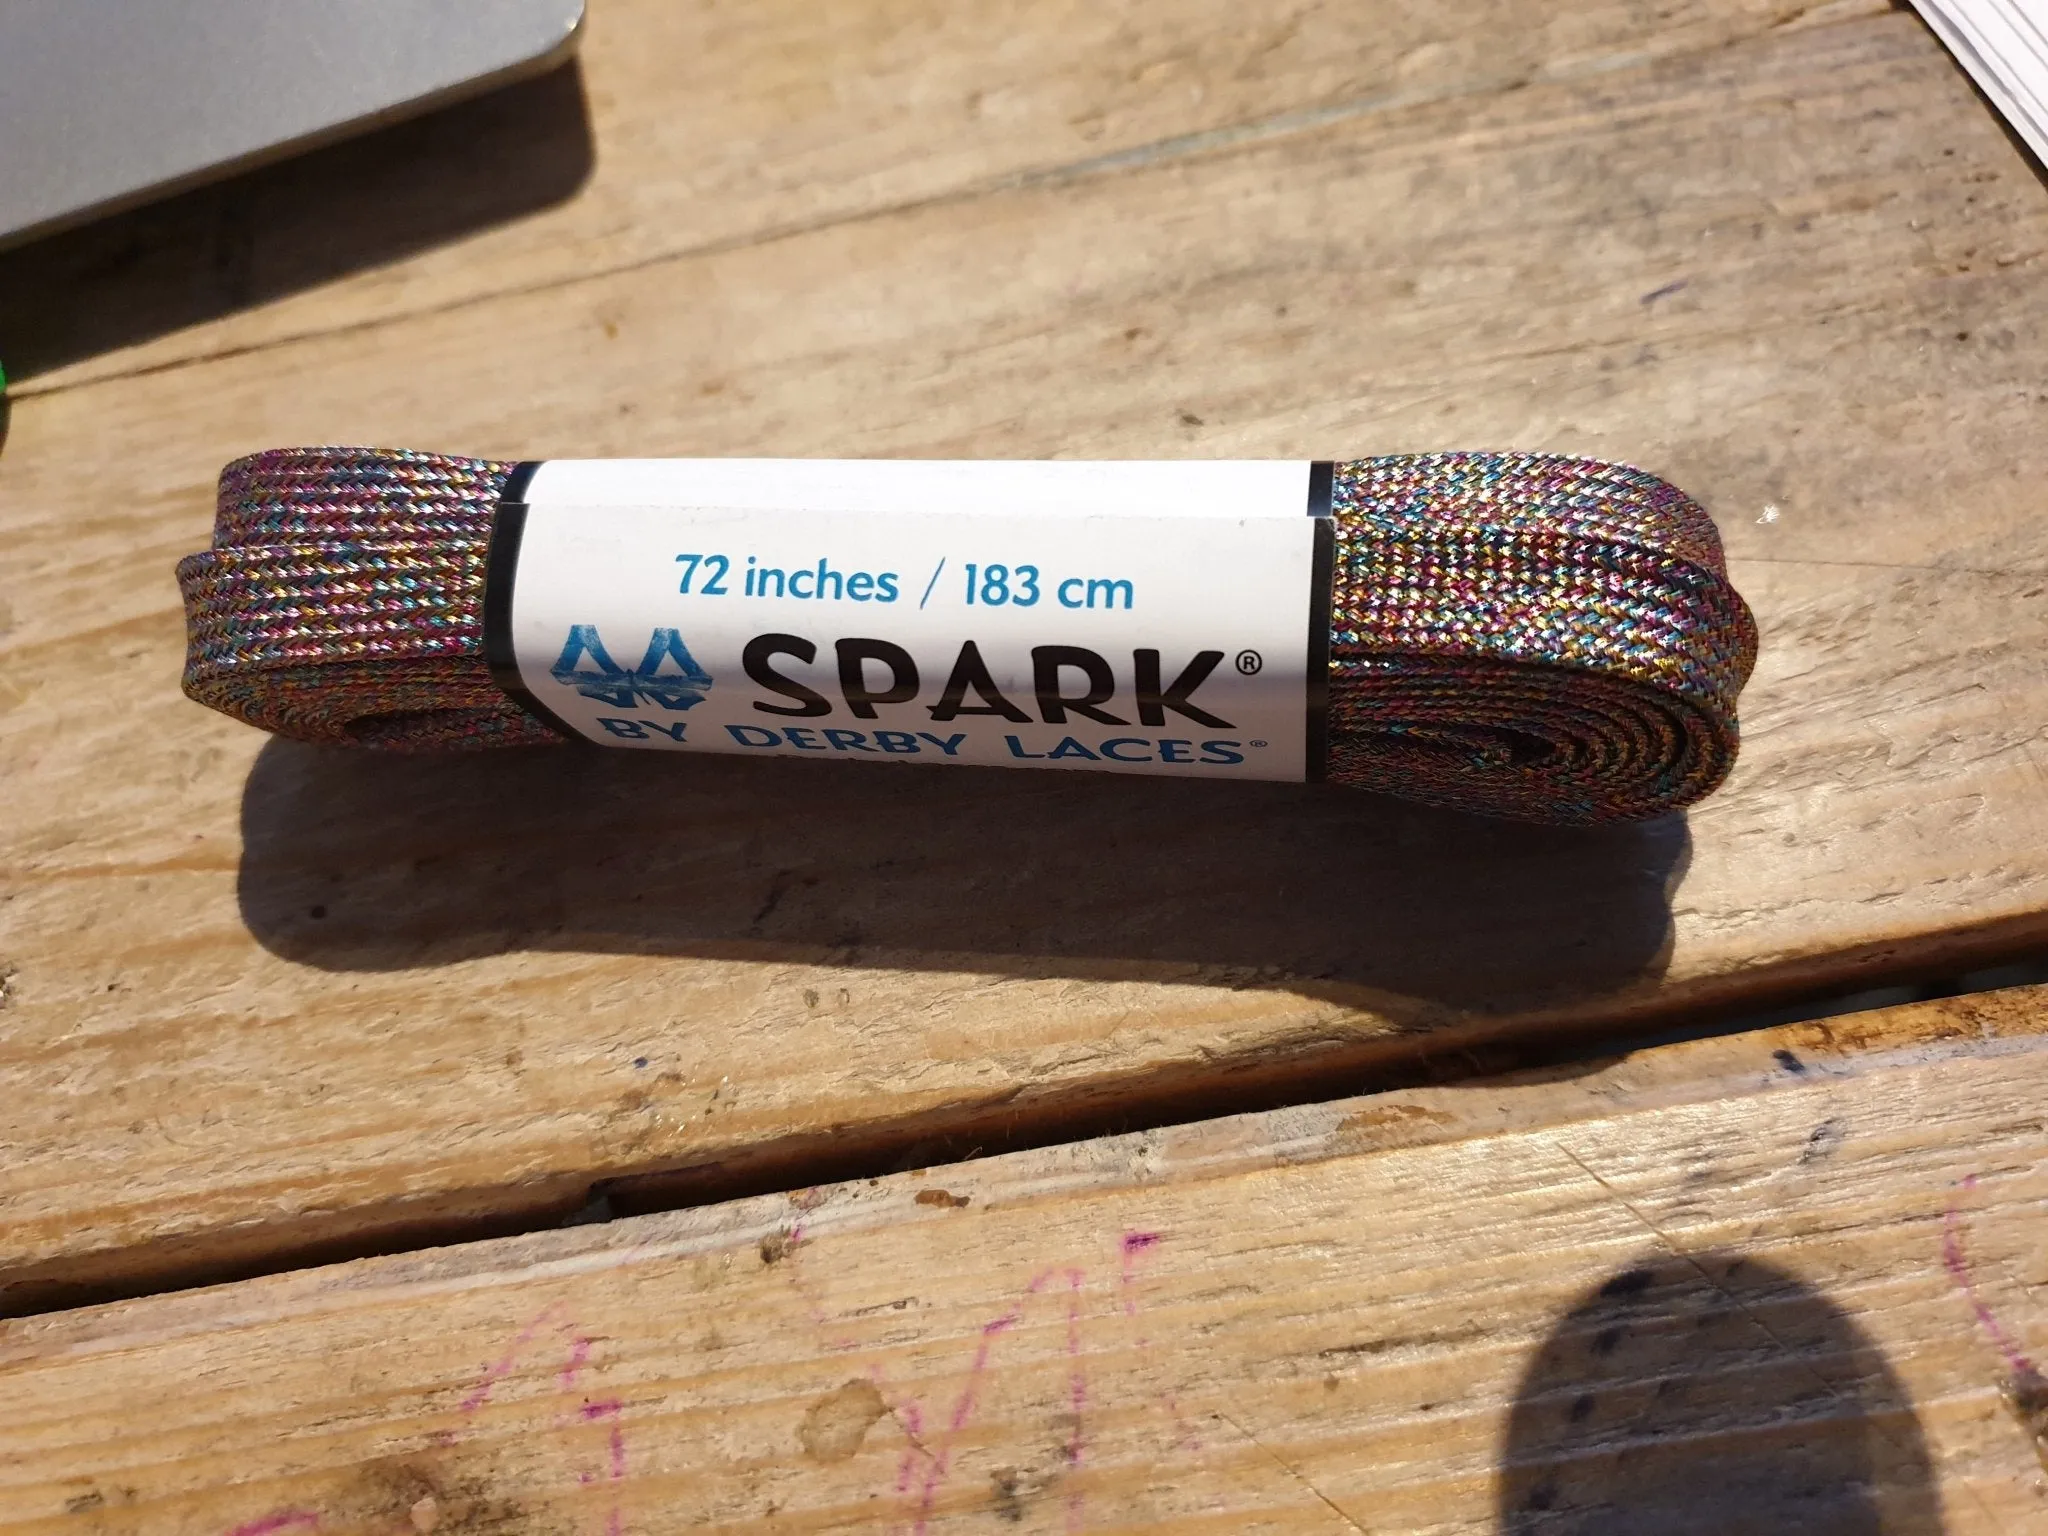 72 inches / 183 cm
SPARK®
BY DERBY LACES®